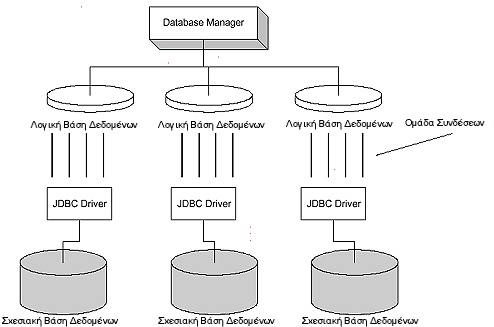 Database Manager
Λογική Βάση Δεδομένων Λογική Βάση Δεδομένων Λογική Βάση Δεδομένων Ομάδα Συνδέσεων
JDBC Driver JDBC Driver JDBC Driver
Σχεσιακή Βάση Δεδομένων Σχεσιακή Βάση Δεδομένων Σχεσιακή Βάση Δεδομένων